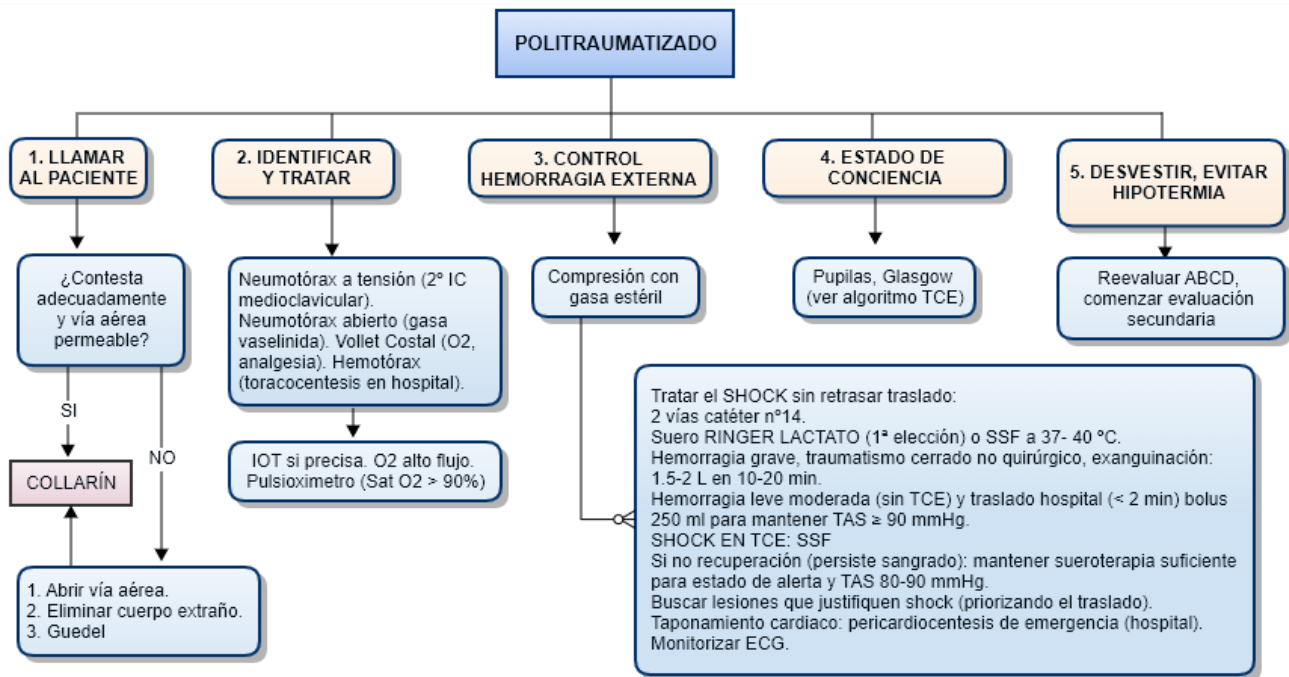 POLITRAUMATIZADO
1. LLAMAR
AL PACIENTE
2. IDENTIFICAR
Y TRATAR
3. CONTROL
HEMORRAGIA EXTERNA
4. ESTADO DE
CONCIENCIA
5. DESVESTIR, EVITAR
HIPOTERMIA
¿Contesta
adecuadamente
y vía aérea
permeable?
SI
NO
COLLARÍN
1. Abrir vía aérea.
2. Eliminar cuerpo extraño.
3. Guedel
Neumotórax a tensión (2º IC
medioclavicular).
Neumotórax abierto (gasa
vaselinida). Vollet Costal (O2,
analgesia). Hemotórax
(toracocentesis en hospital).
IOT si precisa. O2 alto flujo.
Pulsioximetro (Sat O2 > 90%)
Compresión con
gasa estéril
Tratar el SHOCK sin retrasar traslado:
2 vías catéter nº14.
Suero RINGER LACTATO (1ª elección) o SSF a 37- 40 ºC.
Hemorragia grave, traumatismo cerrado no quirúrgico, exanguinación:
1.5-2 L en 10-20 min.
Hemorragia leve moderada (sin TCE) y traslado hospital (< 2 min) bolus
250 ml para mantener TAS ≥ 90 mmHg.
SHOCK EN TCE: SSF
Si no recuperación (persiste sangrado): mantener sueroterapia suficiente
para estado de alerta y TAS 80-90 mmHg.
Buscar lesiones que justifiquen shock (priorizando el traslado).
Taponamiento cardiaco: pericardiocentesis de emergencia (hospital).
Monitorizar ECG.
Pupilas, Glasgow
(ver algoritmo TCE)
Reevaluar ABCD,
comenzar evaluación
secundaria